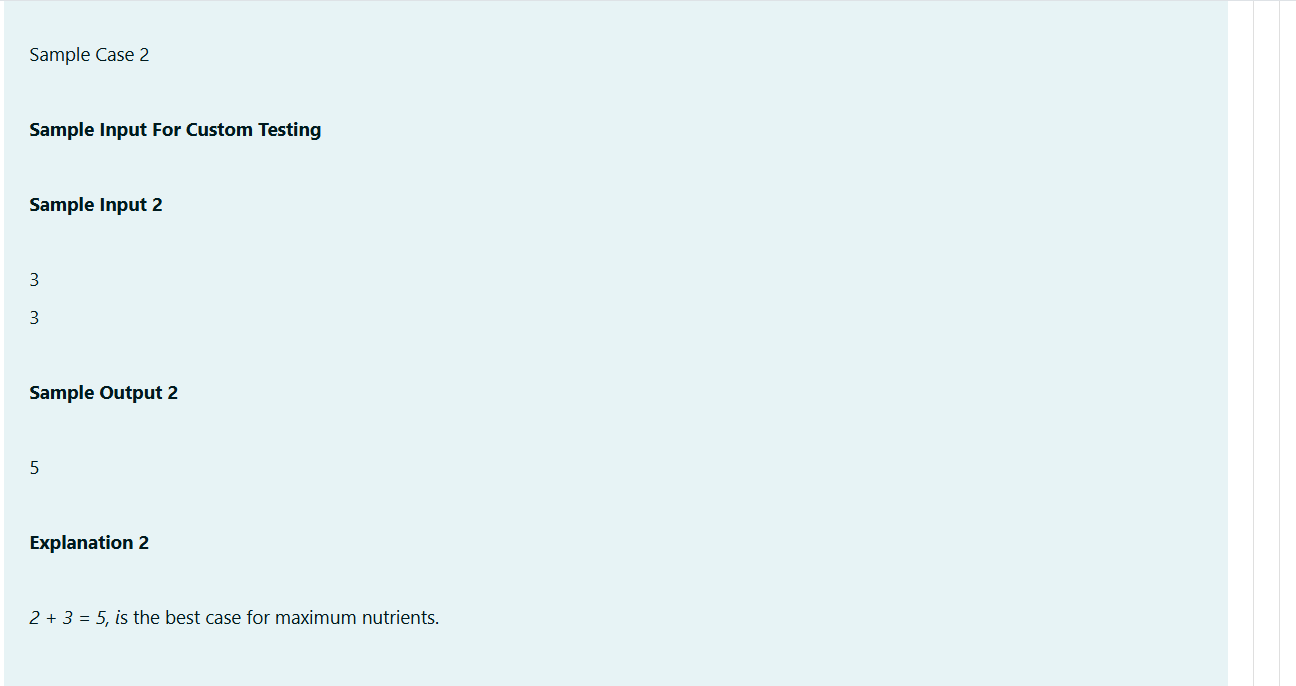 Sample Case 2
Sample Input For Custom Testing
Sample Input 2
3
3
Sample Output 2
5
Explanation 2
2 + 3 = 5, is the best case for maximum nutrients.